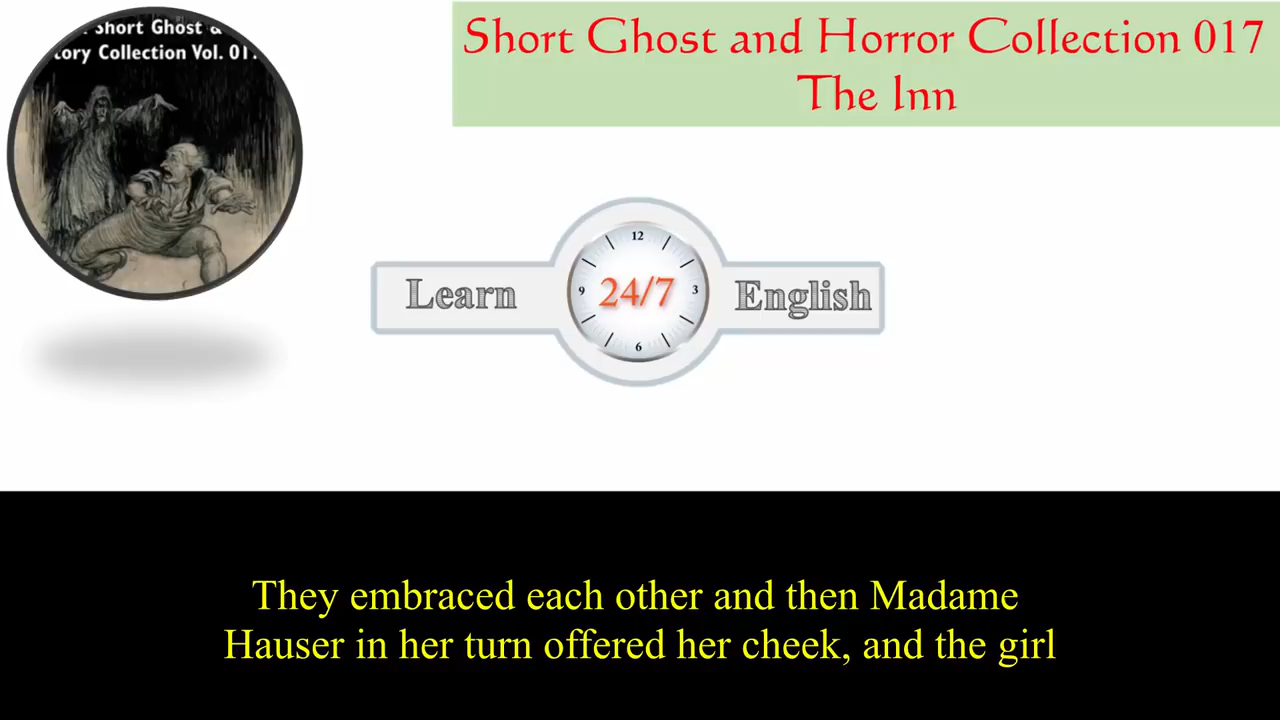 Short Ghost &
tory Collection Vol. 01
Short Ghost and Horror Collection 017
The Inn
Learn 24/7 English
12
3
6
9
They embraced each other and then Madame
Hauser in her turn offered her cheek, and the girl